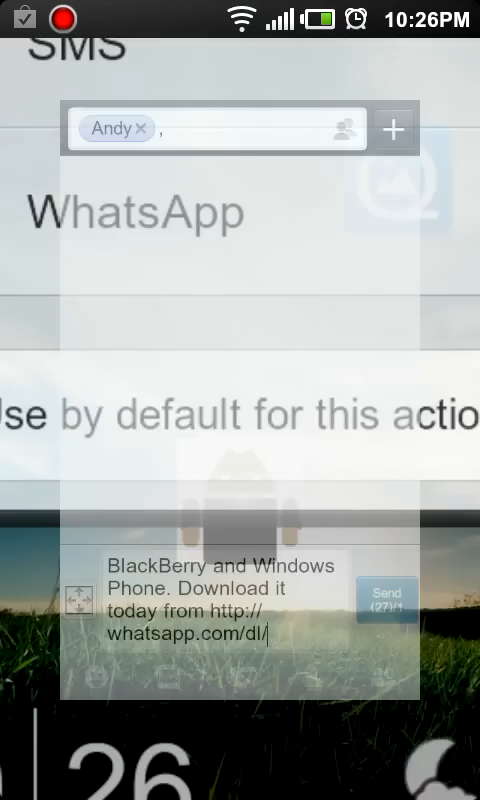 10:26PM
SMS
Andy ,
WhatsApp
Use by default for this actio
BlackBerry and Windows
Phone. Download it
today from http://
whatsapp.com/dl/
Send
(27)/1
26